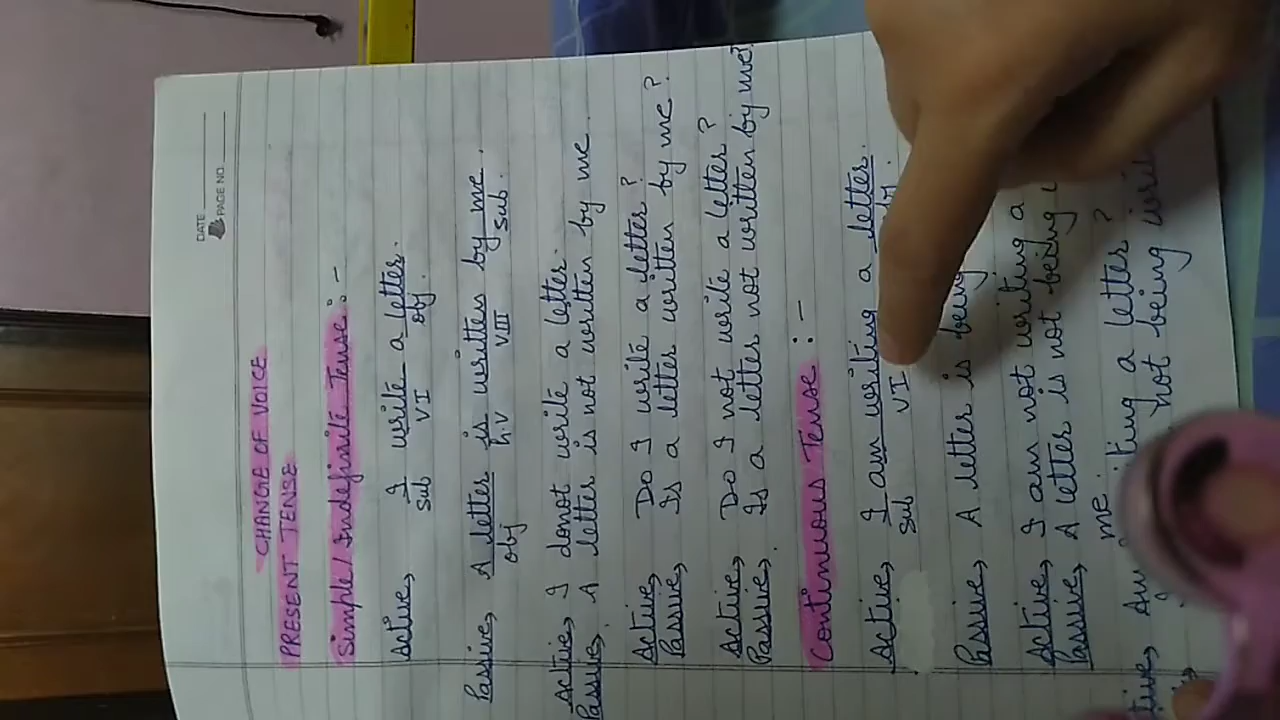 DATE
PAGE NO.
CHANGE OF VOICE
PRESENT TENSE
Simple/Indefinite Tense:-
Active, I write a letter.
sub VI obj.
Passive, A letter is written by me.
obj hv VIII sub.
Active, I donot write a letter.
Passive. A letter is not written by me.
Active, Do I write a letter?
Passive, Is a letter written by me?
Active, Do I not write a letter?
Passive. Is a letter not written by me?
Continuous Tense:-
Active, I am writing a letter.
sub VI
Passive, A letter is being
Active, I am not writing a
Passive, A letter is not being
me.
ting a letter?
not being